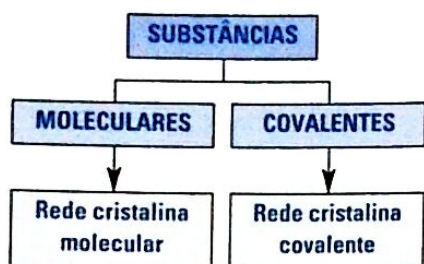 SUBSTÂNCIAS
MOLECULARES
COVALENTES
Rede cristalina
molecular
Rede cristalina
covalente